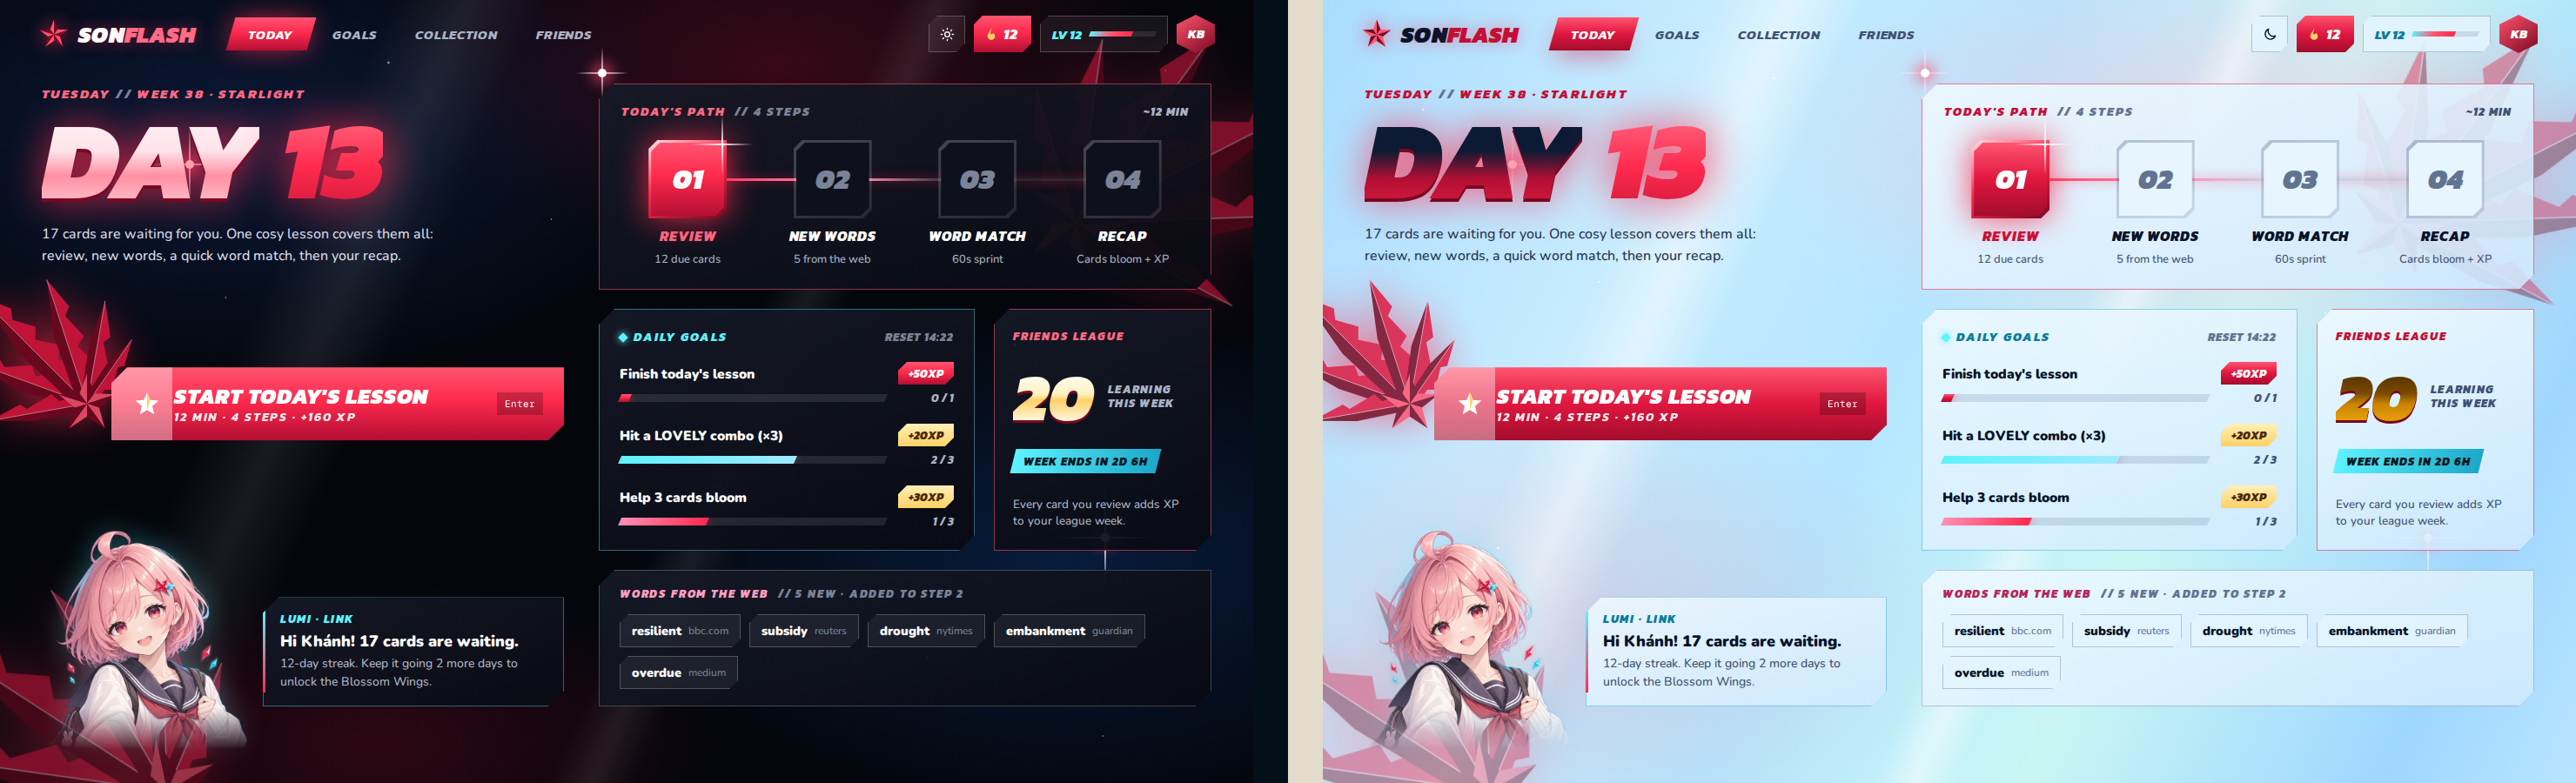 SONFLASH
TODAY GOALS COLLECTION FRIENDS
12
LV 12
KB
TUESDAY // WEEK 38 · STARLIGHT
DAY 13
17 cards are waiting for you. One cosy lesson covers them all:
review, new words, a quick word match, then your recap.
START TODAY'S LESSON
12 MIN · 4 STEPS · +160 XP
Enter
LUMI · LINK
Hi Khánh! 17 cards are waiting.
12-day streak. Keep it going 2 more days to
unlock the Blossom Wings.
TODAY'S PATH // 4 STEPS
~12 MIN
01 02 03 04
REVIEW NEW WORDS WORD MATCH RECAP
12 due cards 5 from the web 60s sprint Cards bloom + XP
DAILY GOALS
RESET 14:22
Finish today's lesson
+50XP
0 / 1
Hit a LOVELY combo (×3)
+20XP
2 / 3
Help 3 cards bloom
+30XP
1 / 3
FRIENDS LEAGUE
20
LEARNING
THIS WEEK
WEEK ENDS IN 2D 6H
Every card you review adds XP
to your league week.
WORDS FROM THE WEB // 5 NEW · ADDED TO STEP 2
resilient bbc.com subsidy reuters drought nytimes embankment guardian
overdue medium
SONFLASH
TODAY GOALS COLLECTION FRIENDS
12
LV 12
KB
TUESDAY // WEEK 38 · STARLIGHT
DAY 13
17 cards are waiting for you. One cosy lesson covers them all:
review, new words, a quick word match, then your recap.
START TODAY'S LESSON
12 MIN · 4 STEPS · +160 XP
Enter
LUMI · LINK
Hi Khánh! 17 cards are waiting.
12-day streak. Keep it going 2 more days to
unlock the Blossom Wings.
TODAY'S PATH // 4 STEPS
~12 MIN
01 02 03 04
REVIEW NEW WORDS WORD MATCH RECAP
12 due cards 5 from the web 60s sprint Cards bloom + XP
DAILY GOALS
RESET 14:22
Finish today's lesson
+50XP
0 / 1
Hit a LOVELY combo (×3)
+20XP
2 / 3
Help 3 cards bloom
+30XP
1 / 3
FRIENDS LEAGUE
20
LEARNING
THIS WEEK
WEEK ENDS IN 2D 6H
Every card you review adds XP
to your league week.
WORDS FROM THE WEB // 5 NEW · ADDED TO STEP 2
resilient bbc.com subsidy reuters drought nytimes embankment guardian
overdue medium